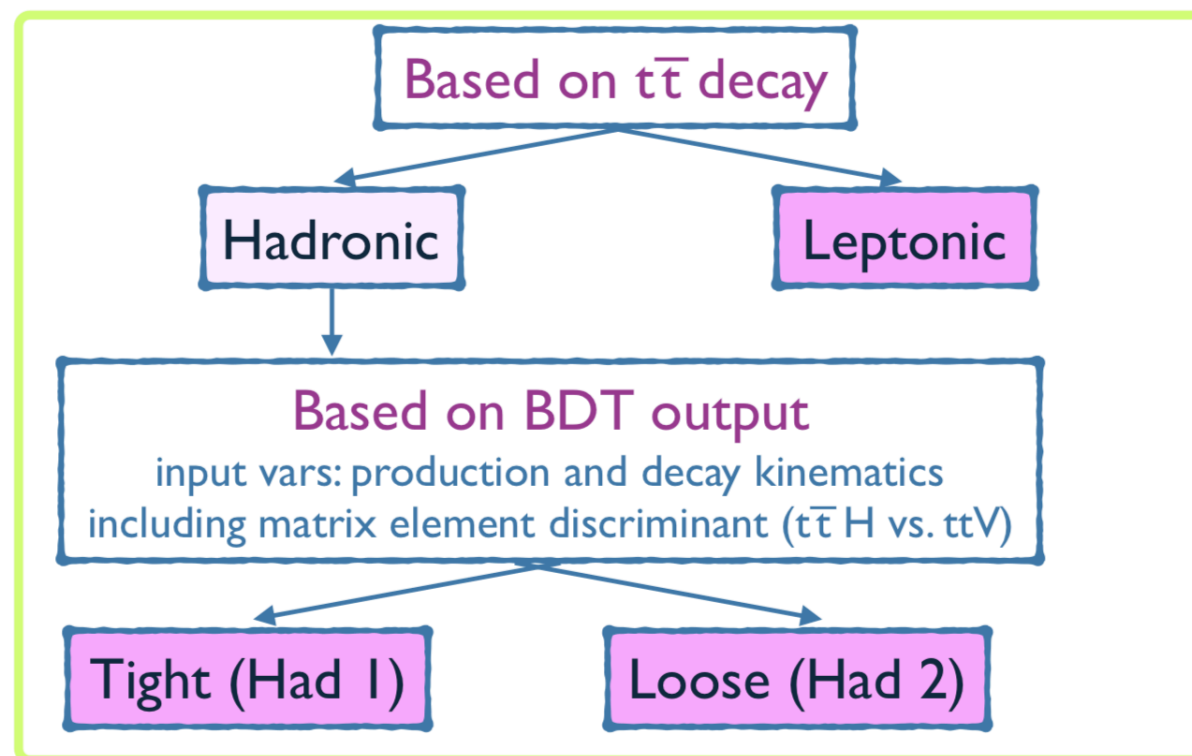 Based on tt̅ decay
Hadronic
Leptonic
Based on BDT output
input vars: production and decay kinematics
including matrix element discriminant (tt̅ H vs. ttV)
Tight (Had 1)
Loose (Had 2)